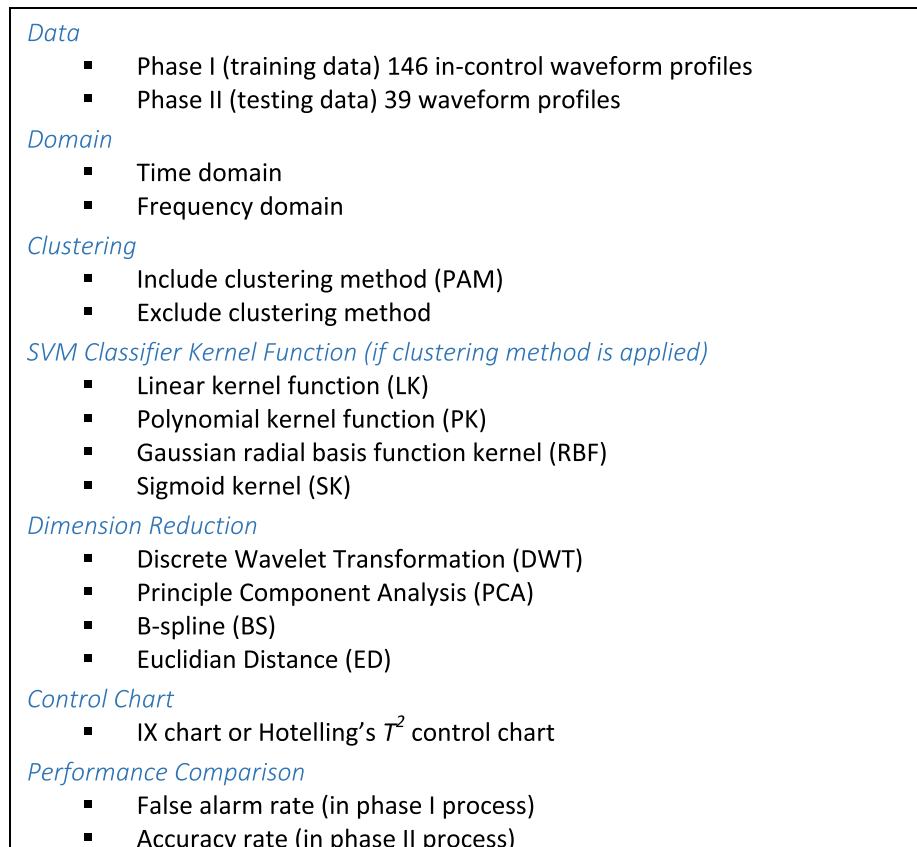 Data
▪ Phase I (training data) 146 in-control waveform profiles
▪ Phase II (testing data) 39 waveform profiles
Domain
▪ Time domain
▪ Frequency domain
Clustering
▪ Include clustering method (PAM)
▪ Exclude clustering method
SVM Classifier Kernel Function (if clustering method is applied)
▪ Linear kernel function (LK)
▪ Polynomial kernel function (PK)
▪ Gaussian radial basis function kernel (RBF)
▪ Sigmoid kernel (SK)
Dimension Reduction
▪ Discrete Wavelet Transformation (DWT)
▪ Principle Component Analysis (PCA)
▪ B-spline (BS)
▪ Euclidian Distance (ED)
Control Chart
▪ IX chart or Hotelling’s T² control chart
Performance Comparison
▪ False alarm rate (in phase I process)
▪ Accuracy rate (in phase II process)